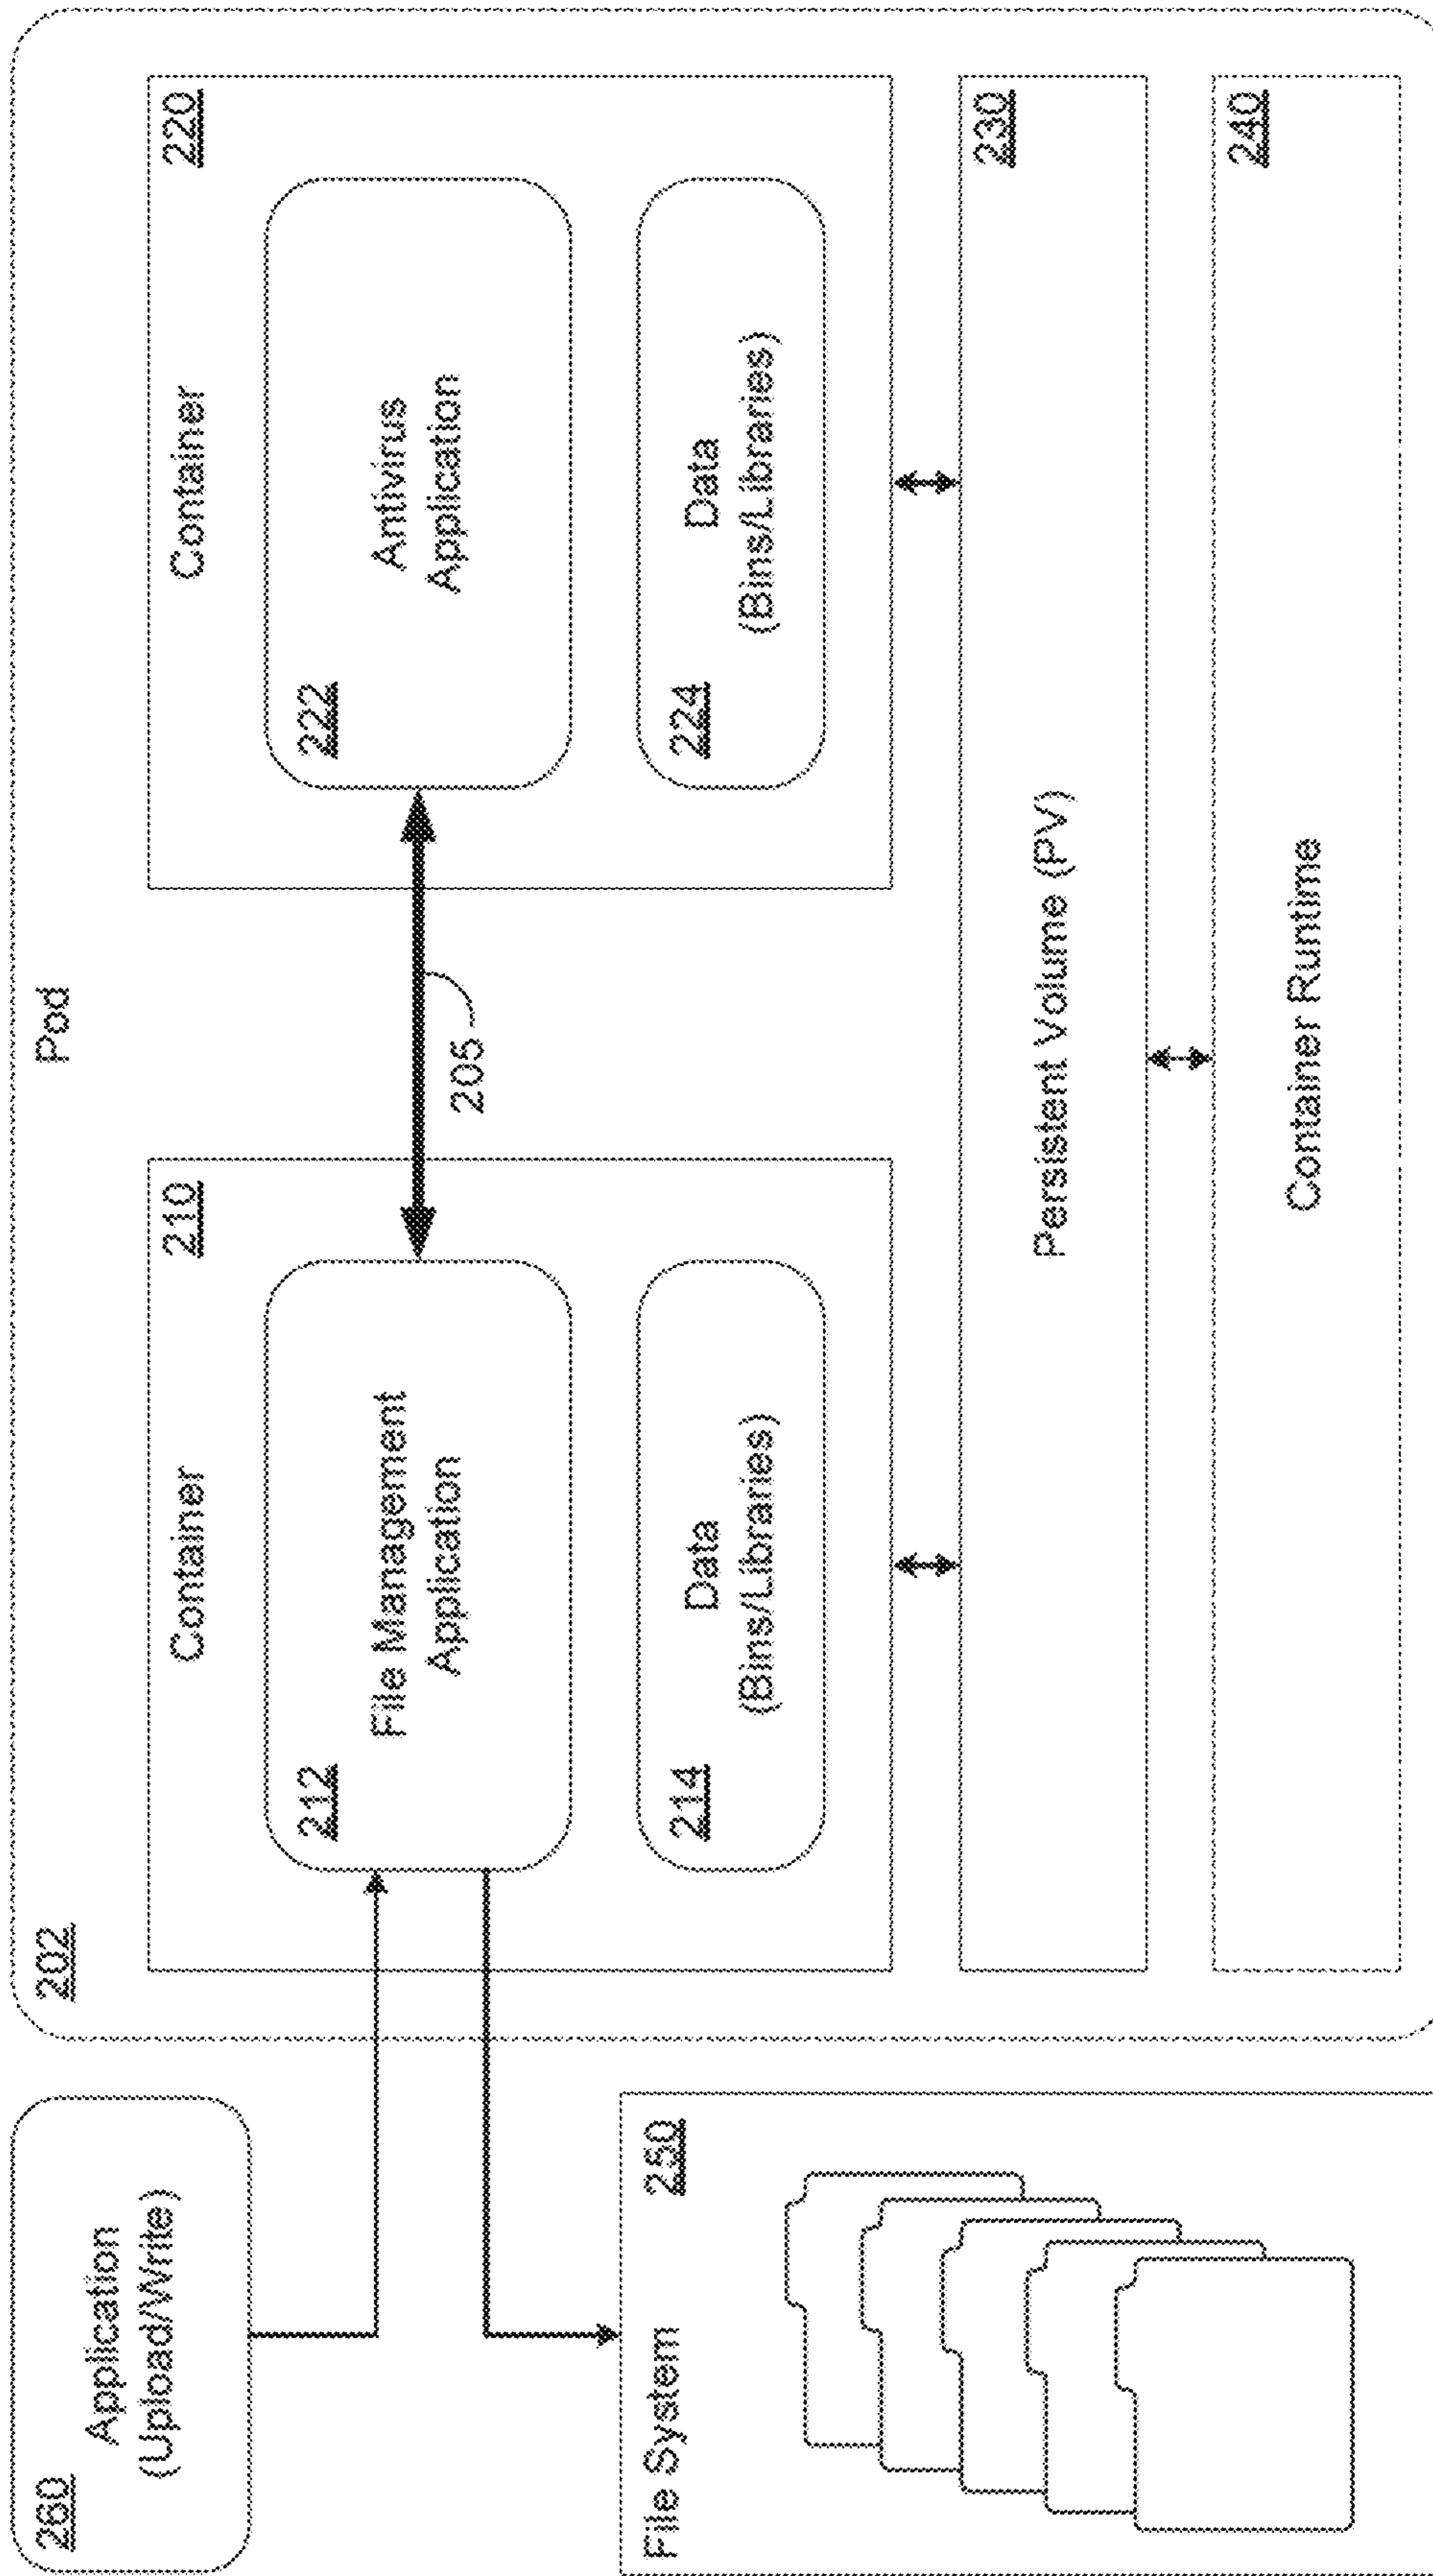 260
Application
(Upload/Write)
File System
250
202
Pod
Container
210
212
File Management
Application
214
Data
(Bins/Libraries)
205
Container
220
222
Antivirus
Application
224
Data
(Bins/Libraries)
Persistent Volume (PV)
230
Container Runtime
240